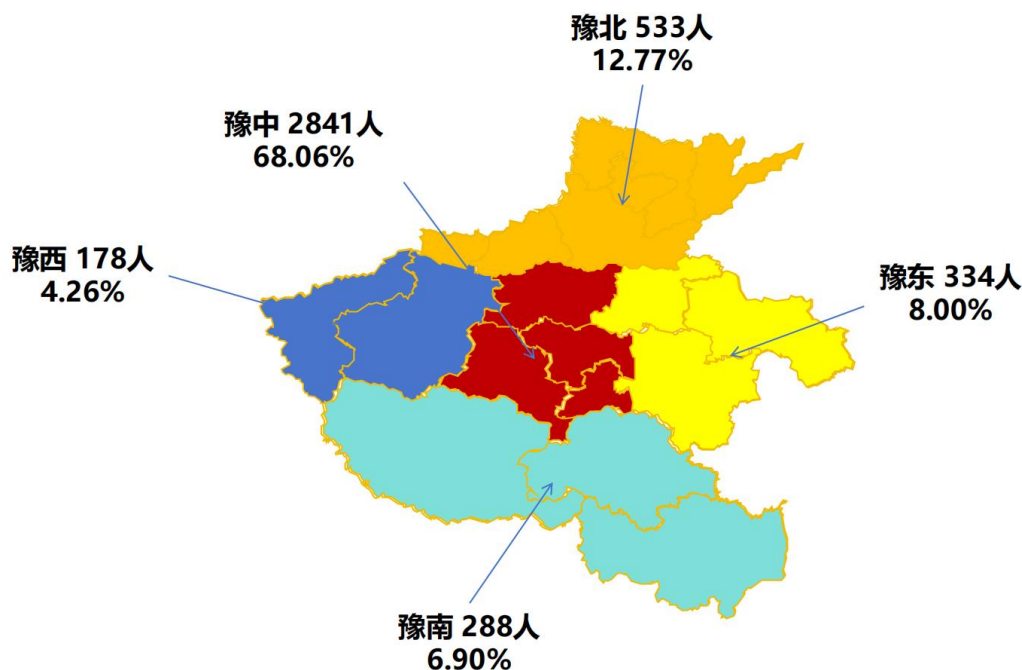 豫北 533人
12.77%
豫中 2841人
68.06%
豫西 178人
4.26%
豫东 334人
8.00%
豫南 288人
6.90%